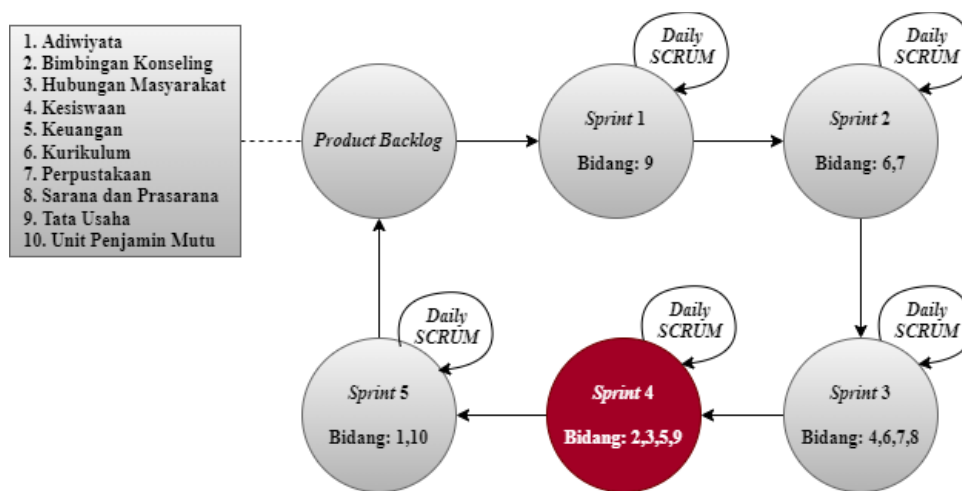 1. Adiwiyata
2. Bimbingan Konseling
3. Hubungan Masyarakat
4. Kesiswaan
5. Keuangan
6. Kurikulum
7. Perpustakaan
8. Sarana dan Prasarana
9. Tata Usaha
10. Unit Penjamin Mutu
Product Backlog
Daily
SCRUM
Sprint 1
Bidang: 9
Daily
SCRUM
Sprint 2
Bidang: 6,7
Daily
SCRUM
Sprint 3
Bidang: 4,6,7,8
Daily
SCRUM
Sprint 4
Bidang: 2,3,5,9
Daily
SCRUM
Sprint 5
Bidang: 1,10